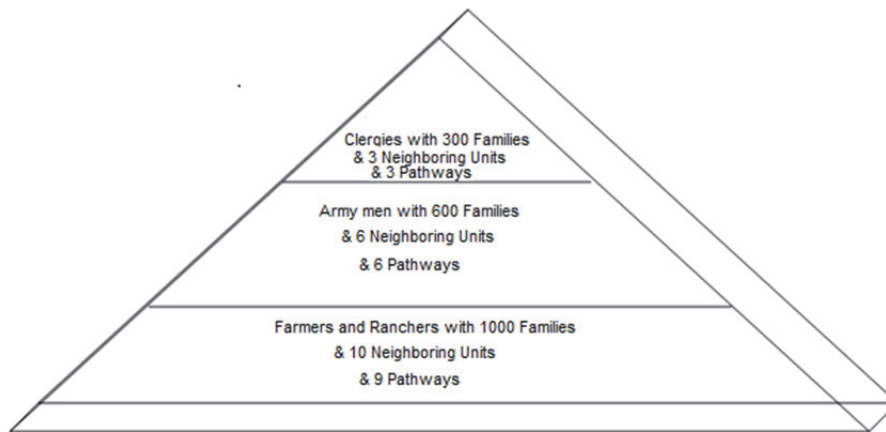 Clergies with 300 Families
& 3 Neighboring Units
& 3 Pathways
Army men with 600 Families
& 6 Neighboring Units
& 6 Pathways
Farmers and Ranchers with 1000 Families
& 10 Neighboring Units
& 9 Pathways